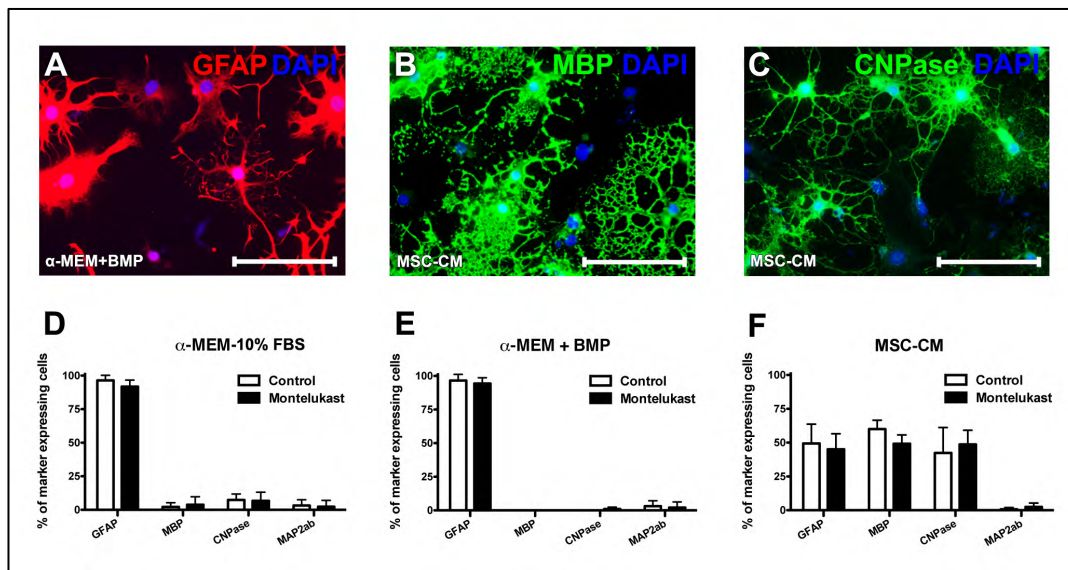 A GFAP DAPI
α-MEM+BMP
B MBP DAPI
MSC-CM
C CNPase DAPI
MSC-CM
D α-MEM-10% FBS
% of marker expressing cells
100
75
50
25
0
Control
Montelukast
GFAP MBP CNPase MAP2ab
E α-MEM + BMP
% of marker expressing cells
100
75
50
25
0
Control
Montelukast
GFAP MBP CNPase MAP2ab
F MSC-CM
% of marker expressing cells
100
75
50
25
0
Control
Montelukast
GFAP MBP CNPase MAP2ab